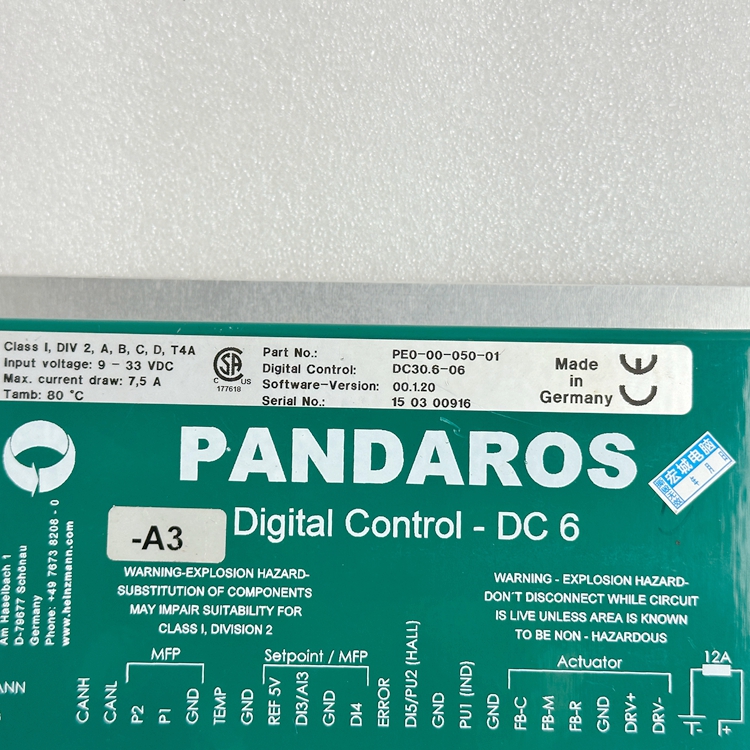 Class I, DIV 2, A, B, C, D, T4A
Input voltage: 9 - 33 VDC
Max. current draw: 7,5 A
Tamb: 80 °C
CSA
C US
177618
Part No.: PE0-00-050-01
Digital Control: DC30.6-06
Software-Version: 00.1.20
Serial No.: 15 03 00916
Made
in
Germany
CE
PANDAROS
Digital Control - DC 6
-A3
Am Haselbach 1
D-79677 Schönau
Germany
Phone: +49 7673 8208 - 0
www.heinzmann.com
WARNING-EXPLOSION HAZARD-
SUBSTITUTION OF COMPONENTS
MAY IMPAIR SUITABILITY FOR
CLASS I, DIVISION 2
WARNING - EXPLOSION HAZARD-
DON´T DISCONNECT WHILE CIRCUIT
IS LIVE UNLESS AREA IS KNOWN
TO BE NON - HAZARDOUS
MFP
Setpoint / MFP
Actuator
12A
ANN
CANH
CANL
P2
P1
GND
TEMP
GND
REF 5V
DI3/AI3
GND
DI4
ERROR
DI5/PU2 (HALL)
GND
PU1 (IND)
GND
FB-C
FB-M
FB-R
GND
DRV+
DRV-
-
+